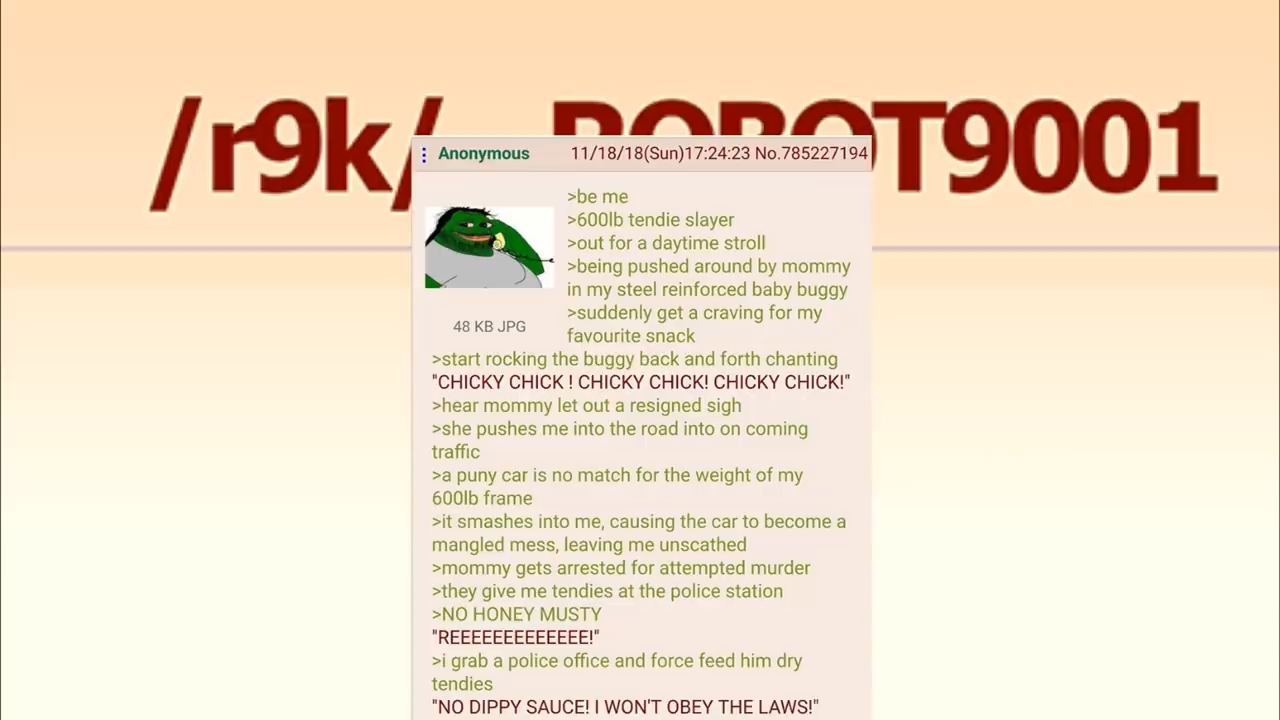 /r9k/ ROBOT9001
Anonymous 11/18/18(Sun)17:24:23 No.785227194
>be me
>600lb tendie slayer
>out for a daytime stroll
>being pushed around by mommy
in my steel reinforced baby buggy
>suddenly get a craving for my
favourite snack
48 KB JPG
>start rocking the buggy back and forth chanting
"CHICKY CHICK ! CHICKY CHICK! CHICKY CHICK!"
>hear mommy let out a resigned sigh
>she pushes me into the road into on coming
traffic
>a puny car is no match for the weight of my
600lb frame
>it smashes into me, causing the car to become a
mangled mess, leaving me unscathed
>mommy gets arrested for attempted murder
>they give me tendies at the police station
>NO HONEY MUSTY
"REEEEEEEEEEEEE!"
>i grab a police office and force feed him dry
tendies
"NO DIPPY SAUCE! I WON'T OBEY THE LAWS!"